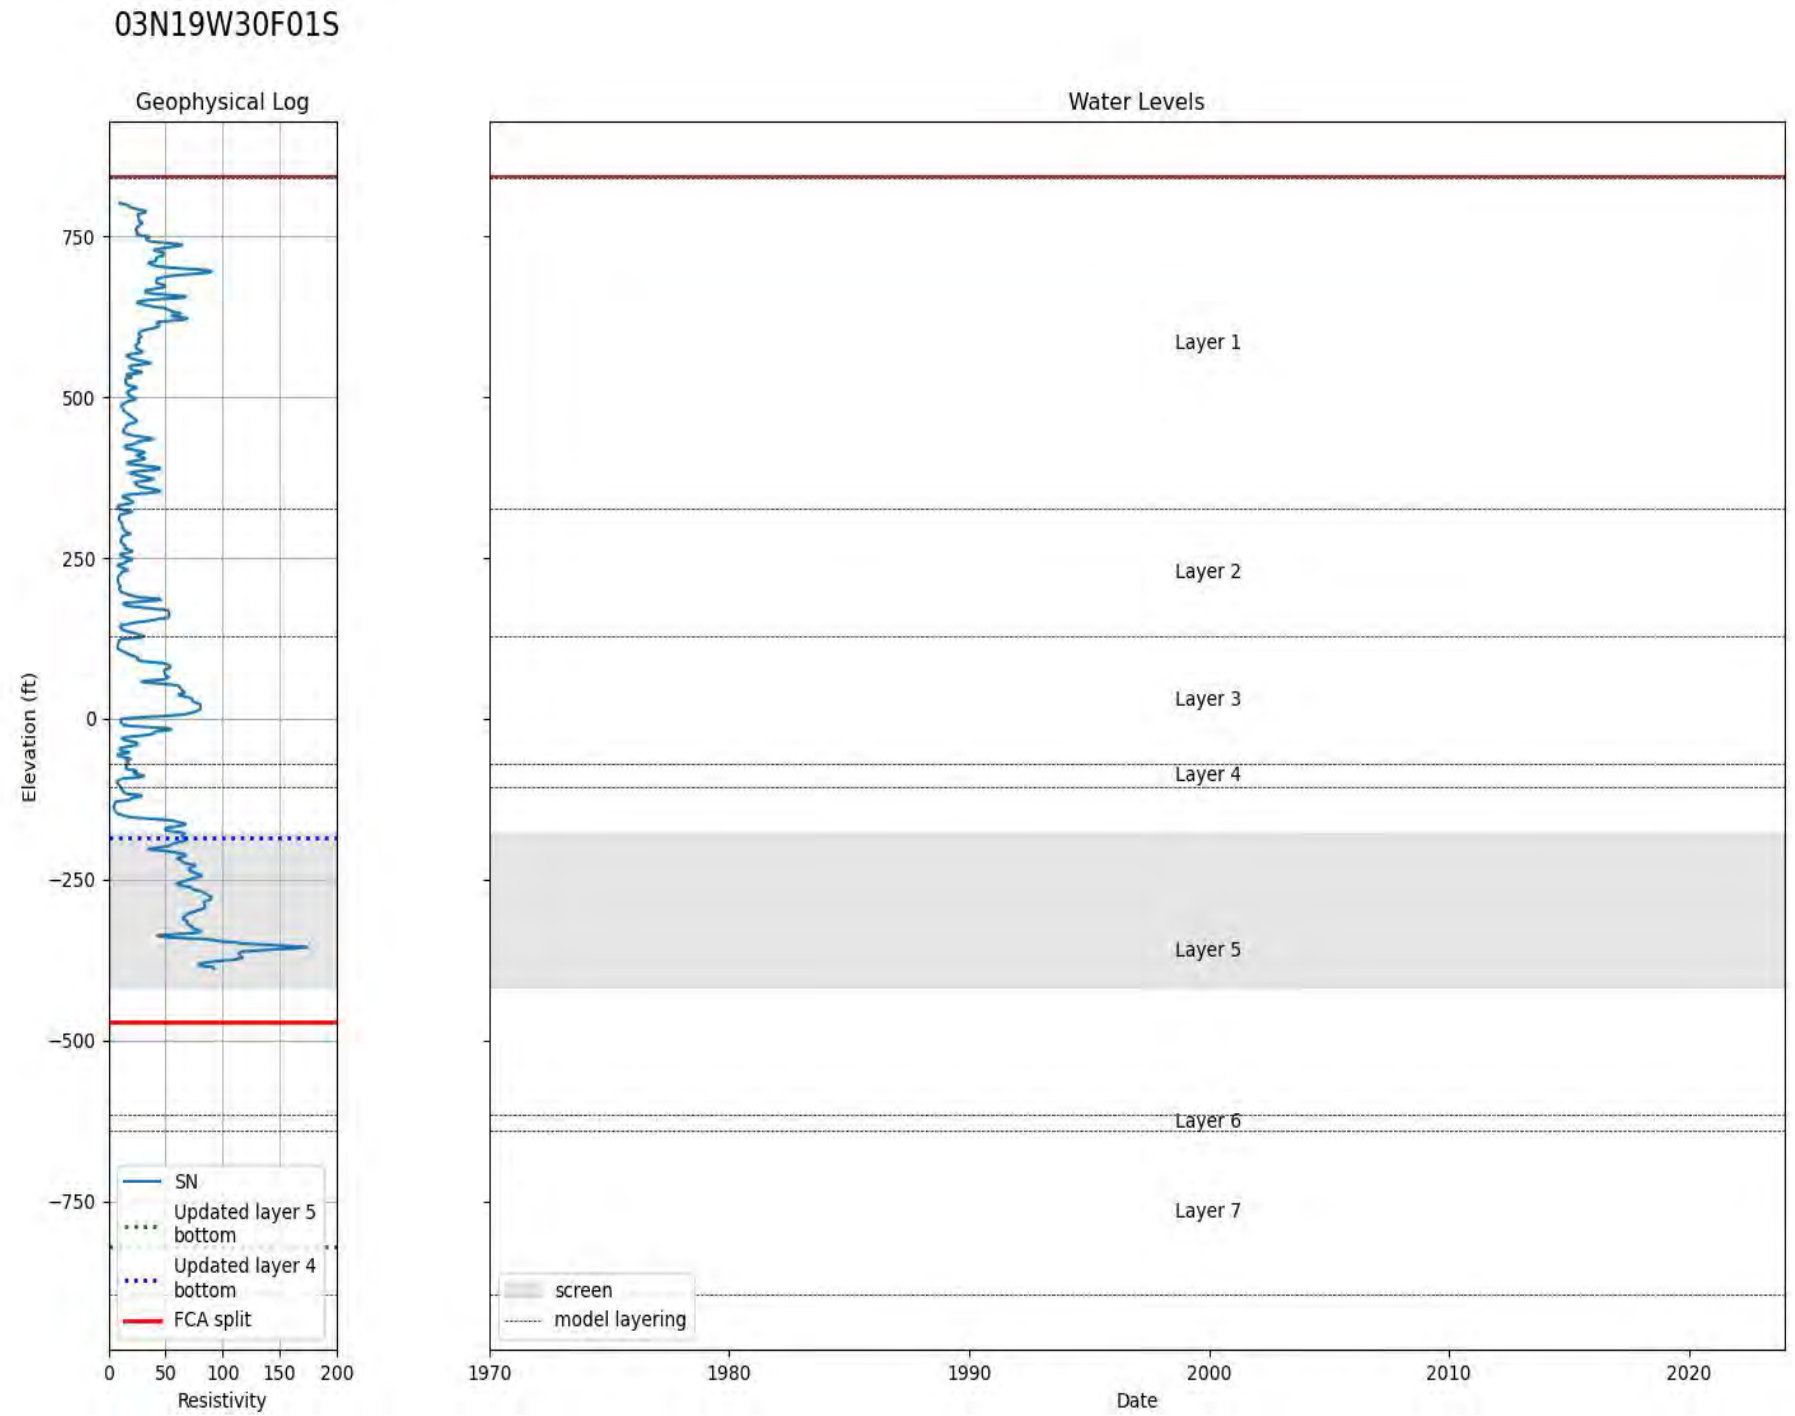 03N19W30F01S
Geophysical Log
Water Levels
750
500
250
0
−250
−500
−750
Elevation (ft)
Layer 1
Layer 2
Layer 3
Layer 4
Layer 5
Layer 6
Layer 7
SN
Updated layer 5
bottom
Updated layer 4
bottom
FCA split
screen
model layering
0 50 100 150 200
Resistivity
1970 1980 1990 2000 2010 2020
Date